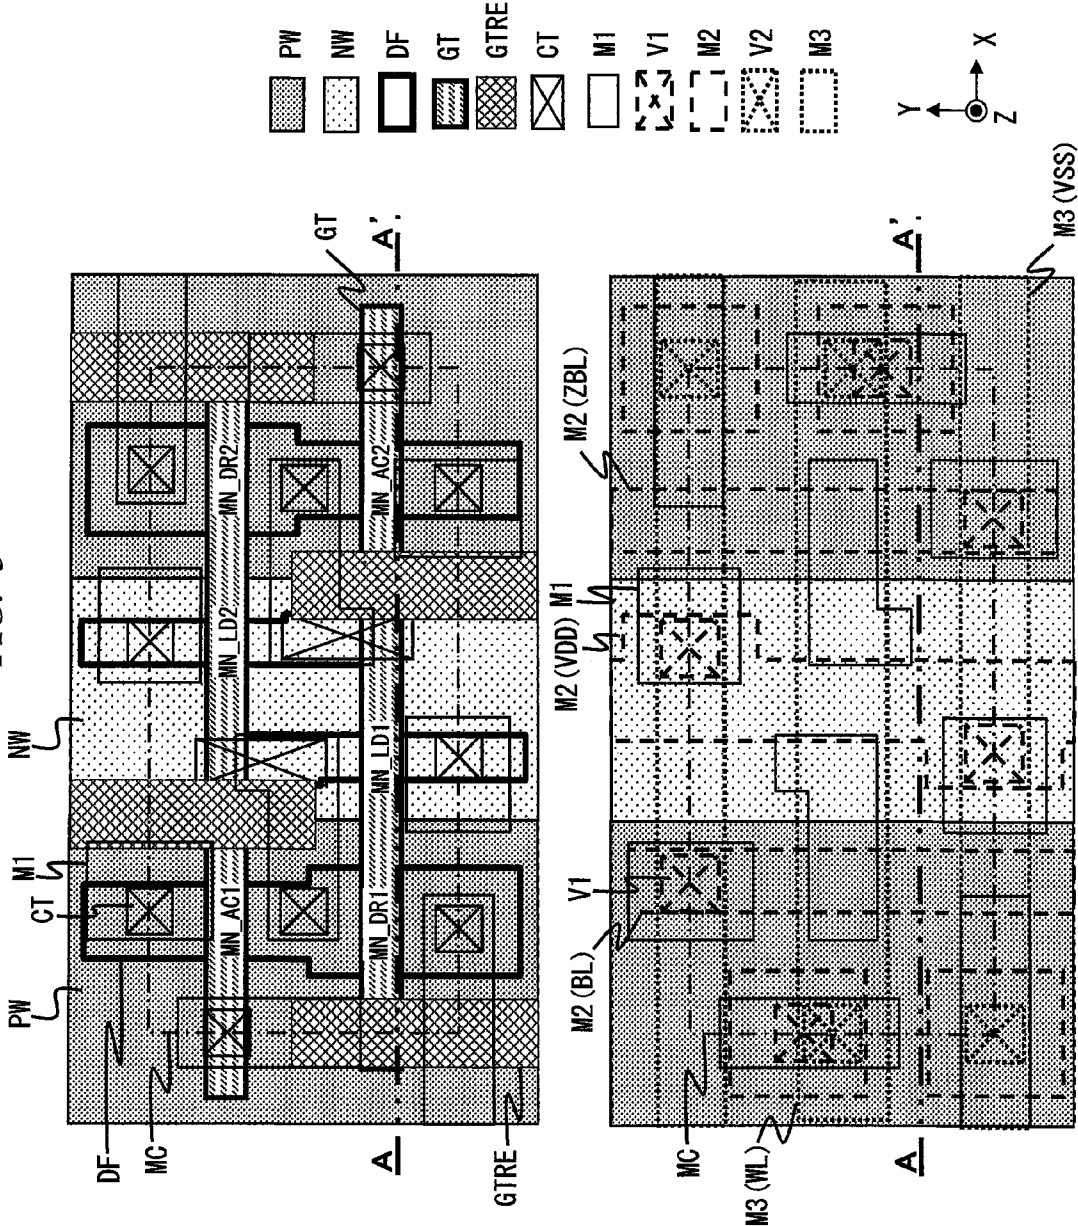 PW
NW
DF
GT
GTRE
CT
M1
V1
M2
V2
M3
Y
X
Z
NW
M1
CT
PW
DF
MC
GTRE
GT
A
A'
MN_AC1
MN_LD2
MN_DR2
MN_DR1
MN_LD1
MN_AC2
M2(ZBL)
M1
M2(VDD)
V1
M2(BL)
MC
M3(WL)
M3(VSS)
A
A'